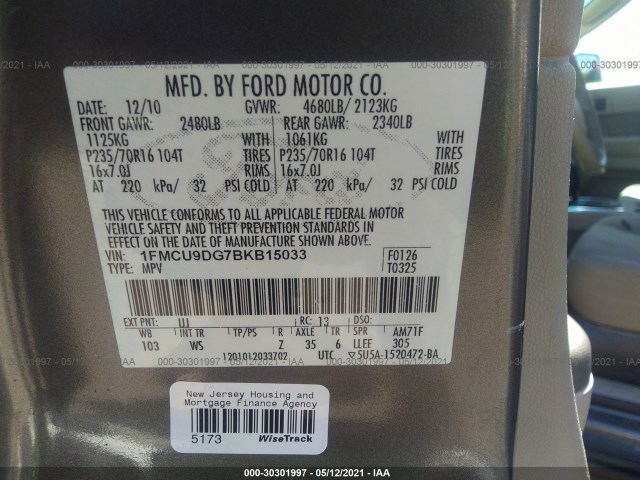 000-30301997 - 05/12/2021 - IAA
MFD. BY FORD MOTOR CO.
DATE: 12/10 GVWR: 4680LB/ 2123KG
FRONT GAWR: 2480LB REAR GAWR: 2340LB
1125KG WITH 1061KG WITH
P235/70R16 104T TIRES P235/70R16 104T TIRES
16x7.0J RIMS 16x7.0J RIMS
AT 220 kPa/ 32 PSI COLD AT 220 kPa/ 32 PSI COLD
THIS VEHICLE CONFORMS TO ALL APPLICABLE FEDERAL MOTOR
VEHICLE SAFETY AND THEFT PREVENTION STANDARDS IN
EFFECT ON THE DATE OF MANUFACTURE SHOWN ABOVE.
VIN: 1FMCU9DG7BKB15033 F0126
TYPE: MPV T0325
EXT PNT: UJ RC: 13 DSO:
WB INT TR TP/PS R AXLE TR SPR AM71F
103 WS Z 35 6 LLEE 305
1201012033702 UTC 5U5A-1520472-BA
New Jersey Housing and
Mortgage Finance Agency
5173 WiseTrack
000-30301997 - 05/12/2021 - IAA